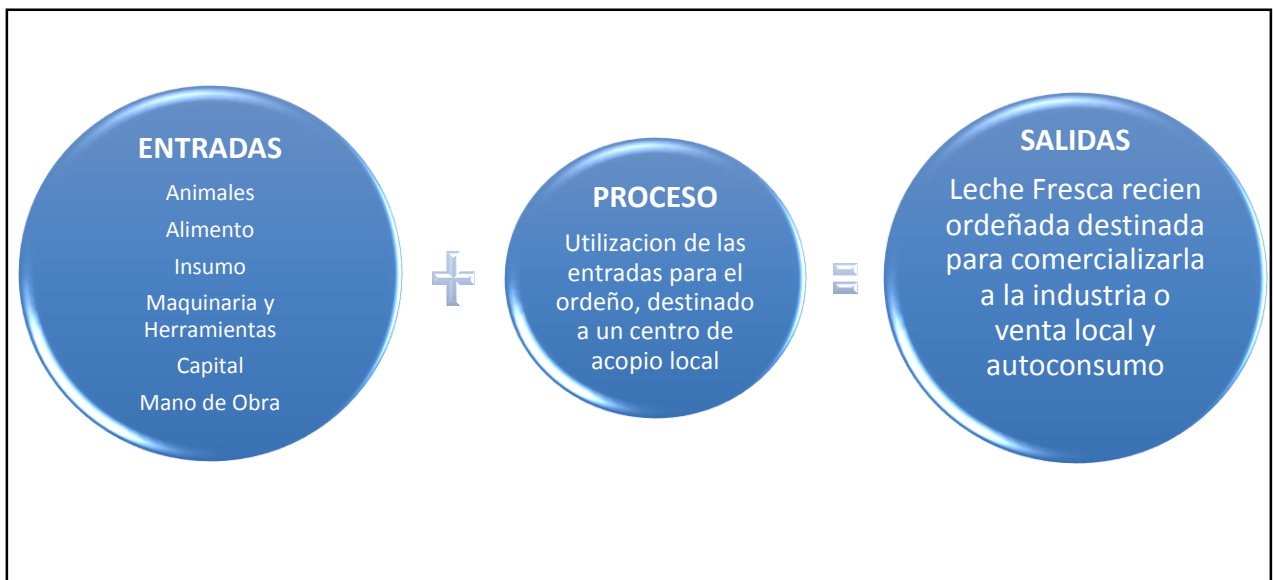 ENTRADAS
Animales
Alimento
Insumo
Maquinaria y
Herramientas
Capital
Mano de Obra
PROCESO
Utilizacion de las
entradas para el
ordeño, destinado
a un centro de
acopio local
SALIDAS
Leche Fresca recien
ordeñada destinada
para comercializarla
a la industria o
venta local y
autoconsumo